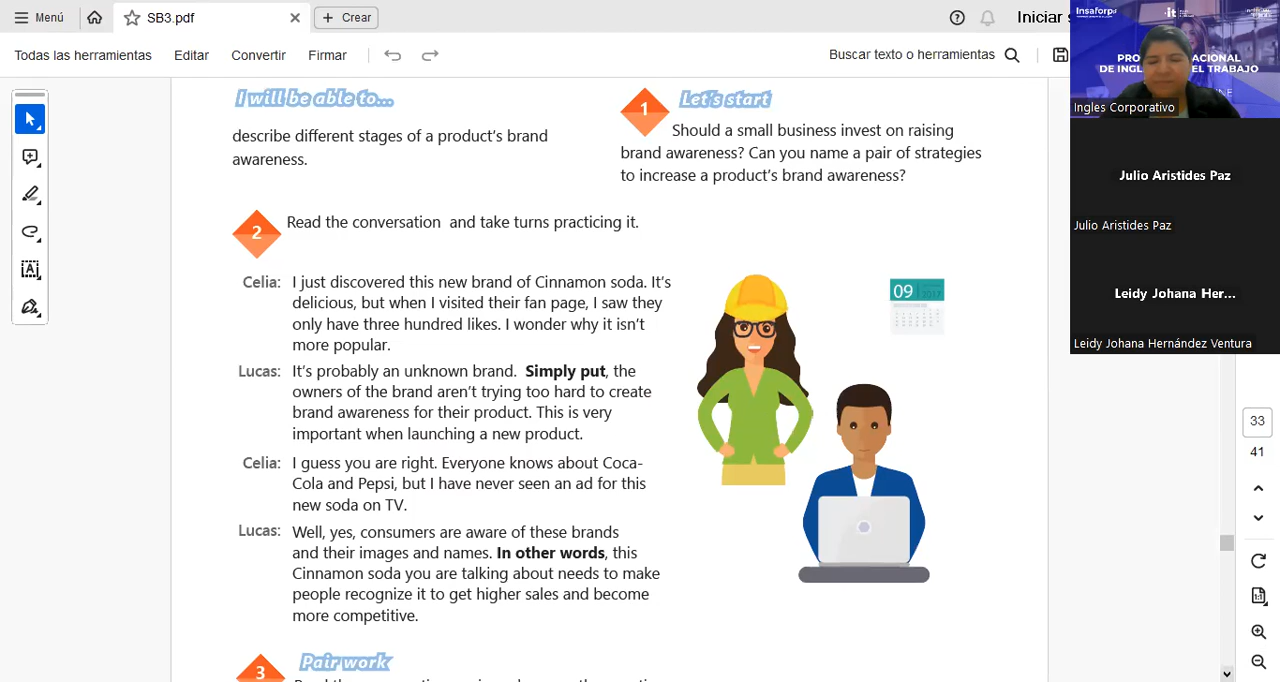 Menú
SB3.pdf
Crear
Iniciar
Todas las herramientas
Editar
Convertir
Firmar
Buscar texto o herramientas
I will be able to...
describe different stages of a product's brand
awareness.
1
Let's start
Should a small business invest on raising
brand awareness? Can you name a pair of strategies
to increase a product's brand awareness?
2
Read the conversation and take turns practicing it.
Celia: I just discovered this new brand of Cinnamon soda. It's
delicious, but when I visited their fan page, I saw they
only have three hundred likes. I wonder why it isn't
more popular.
Lucas: It's probably an unknown brand. Simply put, the
owners of the brand aren't trying too hard to create
brand awareness for their product. This is very
important when launching a new product.
Celia: I guess you are right. Everyone knows about Coca-
Cola and Pepsi, but I have never seen an ad for this
new soda on TV.
Lucas: Well, yes, consumers are aware of these brands
and their images and names. In other words, this
Cinnamon soda you are talking about needs to make
people recognize it to get higher sales and become
more competitive.
09
3
Pair work
Insaforp
·it
PRO ACIONAL
DE INGL EL TRABAJO
Ingles Corporativo
Julio Aristides Paz
Julio Aristides Paz
Leidy Johana Her...
Leidy Johana Hernández Ventura
33
41